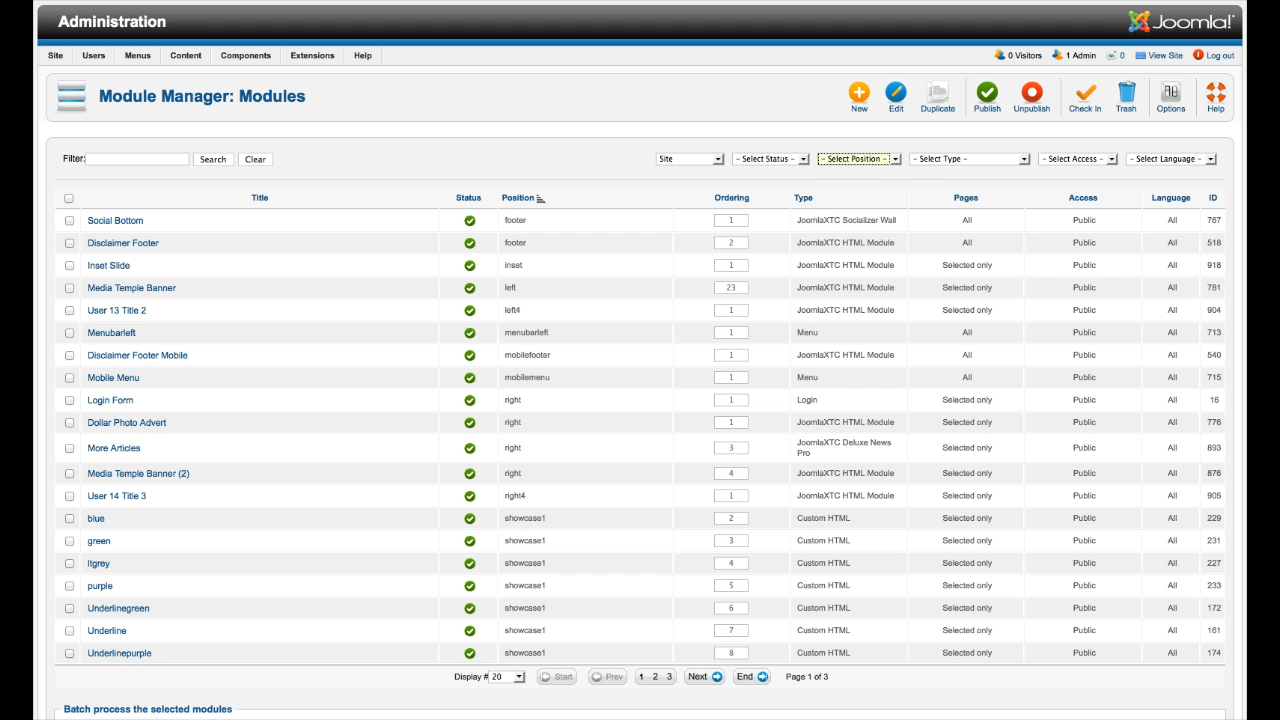 Administration
Joomla!
Site Users Menus Content Components Extensions Help 0 Visitors 1 Admin 0 View Site Log out
Module Manager: Modules
New Edit Duplicate Publish Unpublish Check In Trash Options Help
Filter: Search Clear Site - Select Status - - Select Position - - Select Type - - Select Access - - Select Language -
Title Status Position Ordering Type Pages Access Language ID
Social Bottom footer 1 JoomlaXTC Socializer Wall All Public All 767
Disclaimer Footer footer 2 JoomlaXTC HTML Module All Public All 518
Inset Slide inset 1 JoomlaXTC HTML Module Selected only Public All 918
Media Temple Banner left 23 JoomlaXTC HTML Module Selected only Public All 781
User 13 Title 2 left4 1 JoomlaXTC HTML Module Selected only Public All 904
Menubarleft menubarleft 1 Menu All Public All 713
Disclaimer Footer Mobile mobilefooter 1 JoomlaXTC HTML Module All Public All 540
Mobile Menu mobilemenu 1 Menu All Public All 715
Login Form right 1 Login Selected only Public All 16
Dollar Photo Advert right 1 JoomlaXTC HTML Module Selected only Public All 776
More Articles right 3 JoomlaXTC Deluxe News Pro Selected only Public All 893
Media Temple Banner (2) right 4 JoomlaXTC HTML Module Selected only Public All 876
User 14 Title 3 right4 1 JoomlaXTC HTML Module Selected only Public All 905
blue showcase1 2 Custom HTML Selected only Public All 229
green showcase1 3 Custom HTML Selected only Public All 231
ltgrey showcase1 4 Custom HTML Selected only Public All 227
purple showcase1 5 Custom HTML Selected only Public All 233
Underlinegreen showcase1 6 Custom HTML Selected only Public All 172
Underline showcase1 7 Custom HTML Selected only Public All 161
Underlinepurple showcase1 8 Custom HTML Selected only Public All 174
Display # 20 Start Prev 1 2 3 Next End Page 1 of 3
Batch process the selected modules